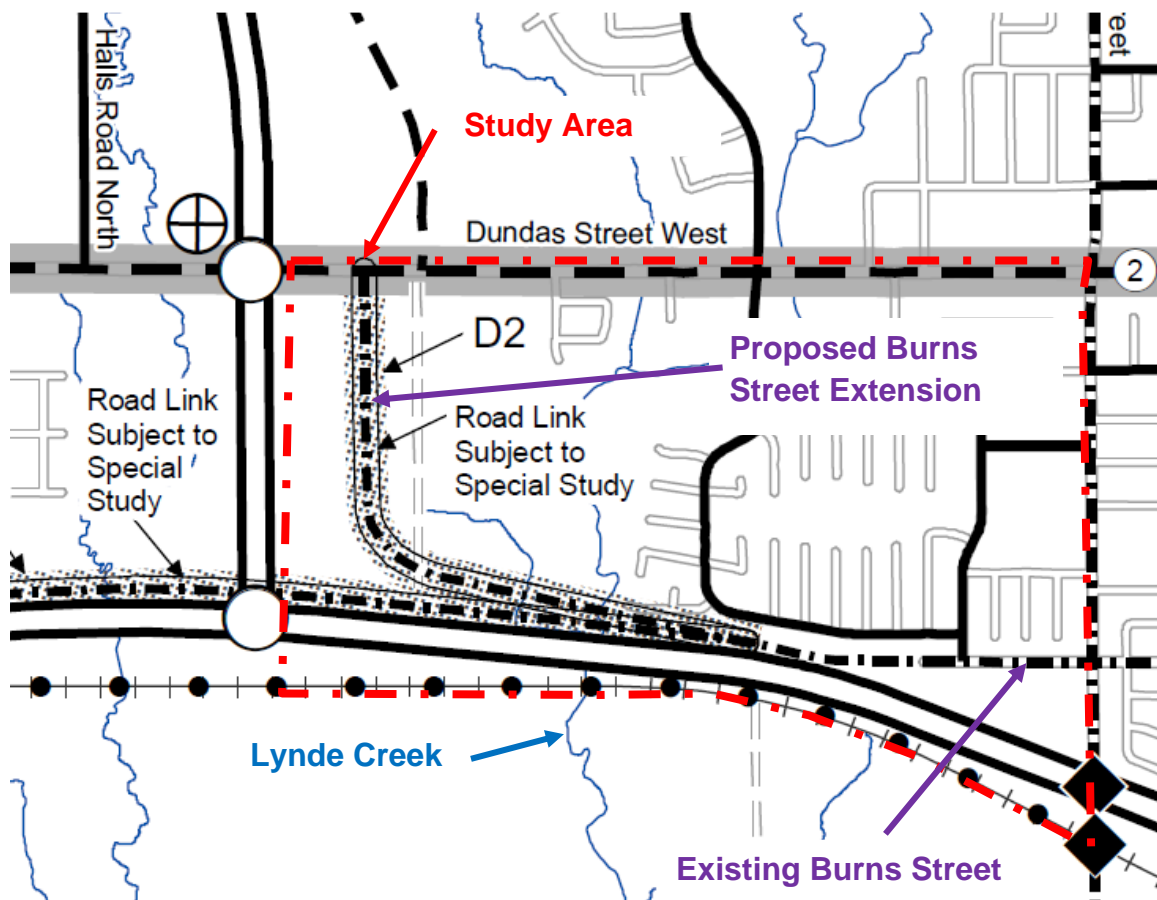 Halls Road North
reet
Study Area
Dundas Street West
2
D2
Proposed Burns
Street Extension
Road Link
Subject to
Special
Study
Road Link
Subject to
Special Study
Lynde Creek
Existing Burns Street